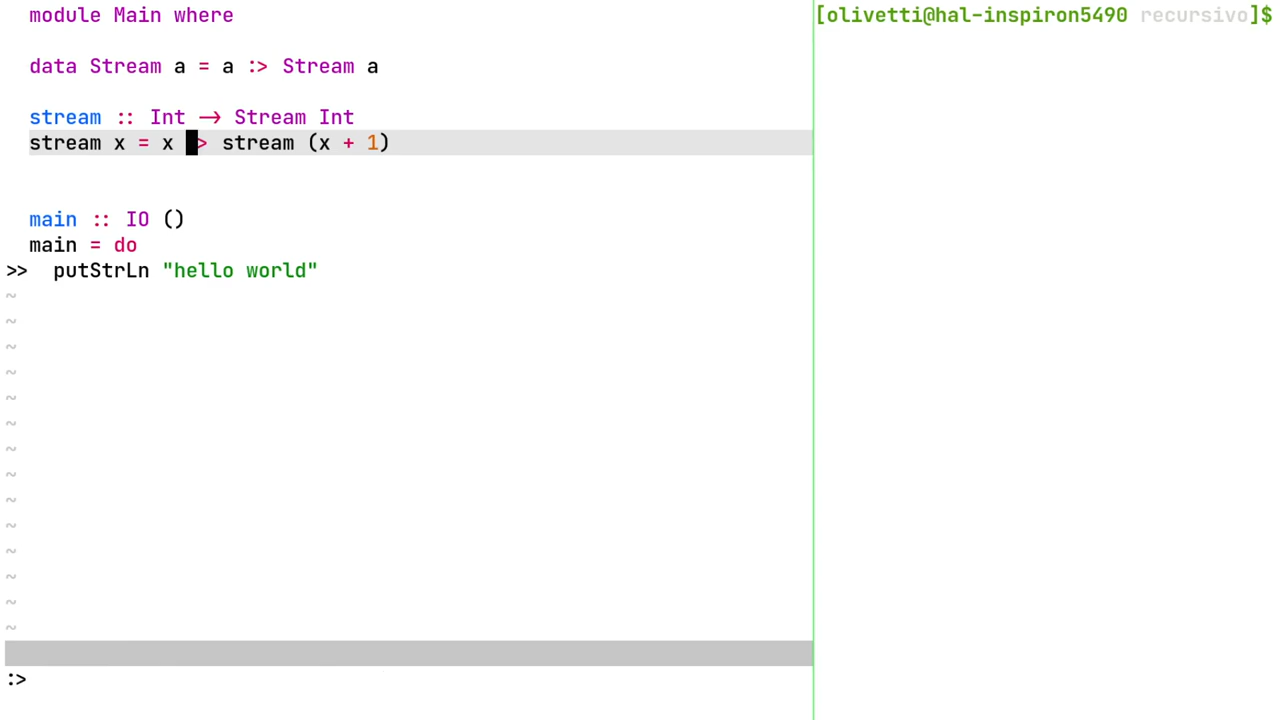 module Main where
data Stream a = a :> Stream a
stream :: Int -> Stream Int
stream x = x :> stream (x + 1)
main :: IO ()
main = do
>> putStrLn "hello world"
~
~
~
~
~
~
~
~
~
~
~
~
~
~
:>
[olivetti@hal-inspiron5490 recursivo]$